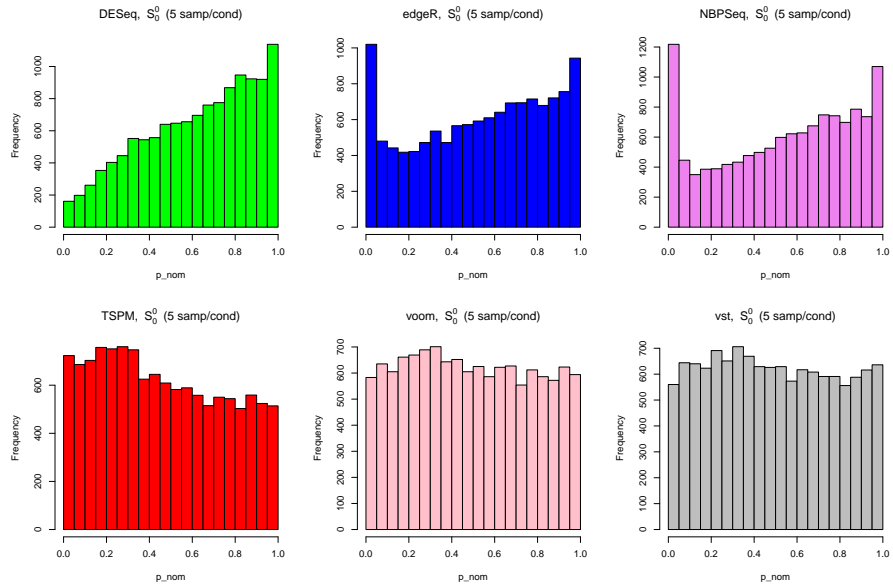 DESeq, S₀⁰ (5 samp/cond)
Frequency
0 200 400 600 800 1000
0.0 0.2 0.4 0.6 0.8 1.0
p_nom
edgeR, S₀⁰ (5 samp/cond)
Frequency
0 200 400 600 800 1000
0.0 0.2 0.4 0.6 0.8 1.0
p_nom
NBPSeq, S₀⁰ (5 samp/cond)
Frequency
0 200 400 600 800 1000 1200
0.0 0.2 0.4 0.6 0.8 1.0
p_nom
TSPM, S₀⁰ (5 samp/cond)
Frequency
0 200 400 600
0.0 0.2 0.4 0.6 0.8 1.0
p_nom
voom, S₀⁰ (5 samp/cond)
Frequency
0 100 200 300 400 500 600 700
0.0 0.2 0.4 0.6 0.8 1.0
p_nom
vst, S₀⁰ (5 samp/cond)
Frequency
0 100 200 300 400 500 600 700
0.0 0.2 0.4 0.6 0.8 1.0
p_nom